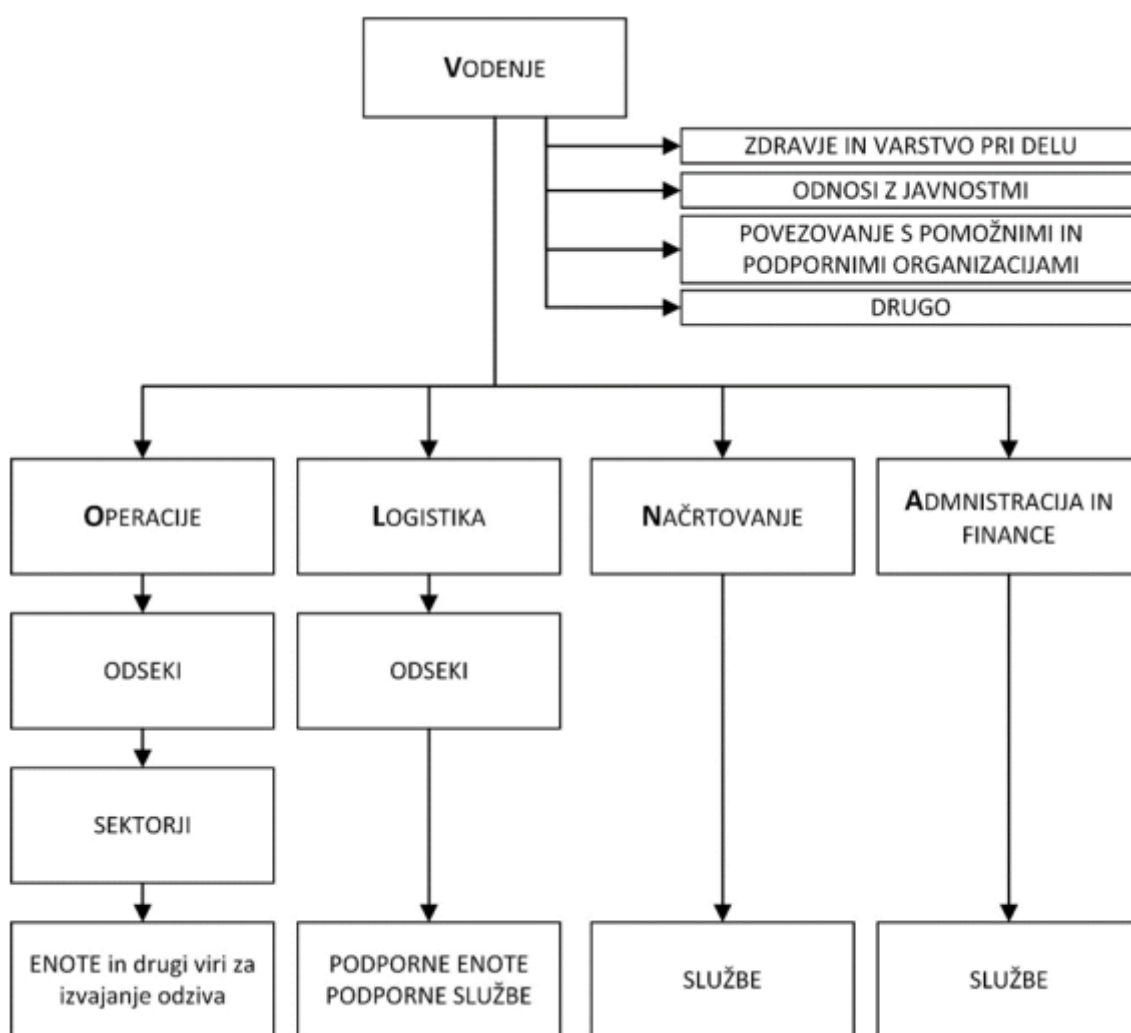 VODENJE
ZDRAVJE IN VARSTVO PRI DELU
ODNOSI Z JAVNOSTMI
POVEZOVANJE S POMOŽNIMI IN
PODPORNIMI ORGANIZACIJAMI
DRUGO
OPERACIJE
LOGISTIKA
NAČRTOVANJE
ADMNISTRACIJA IN
FINANCE
ODSEKI
ODSEKI
SEKTORJI
ENOTE in drugi viri za
izvajanje odziva
PODPORNE ENOTE
PODPORNE SLUŽBE
SLUŽBE
SLUŽBE